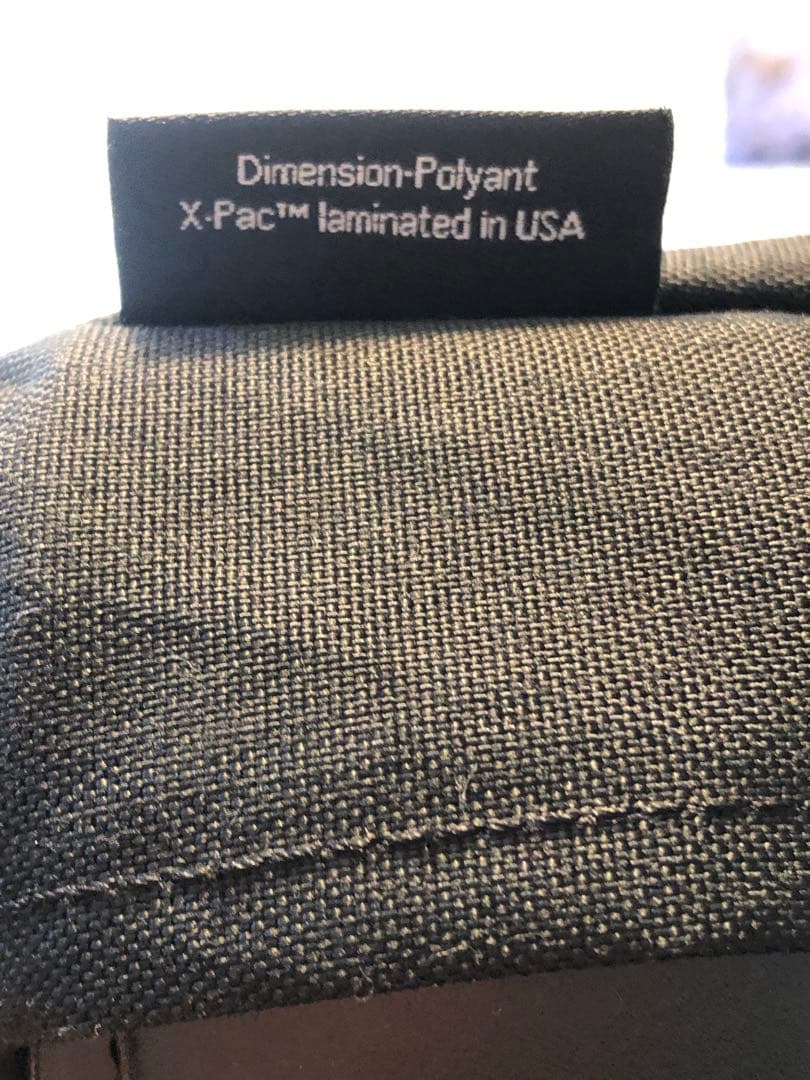 Dimension-Polyant
X-Pac™ laminated in USA